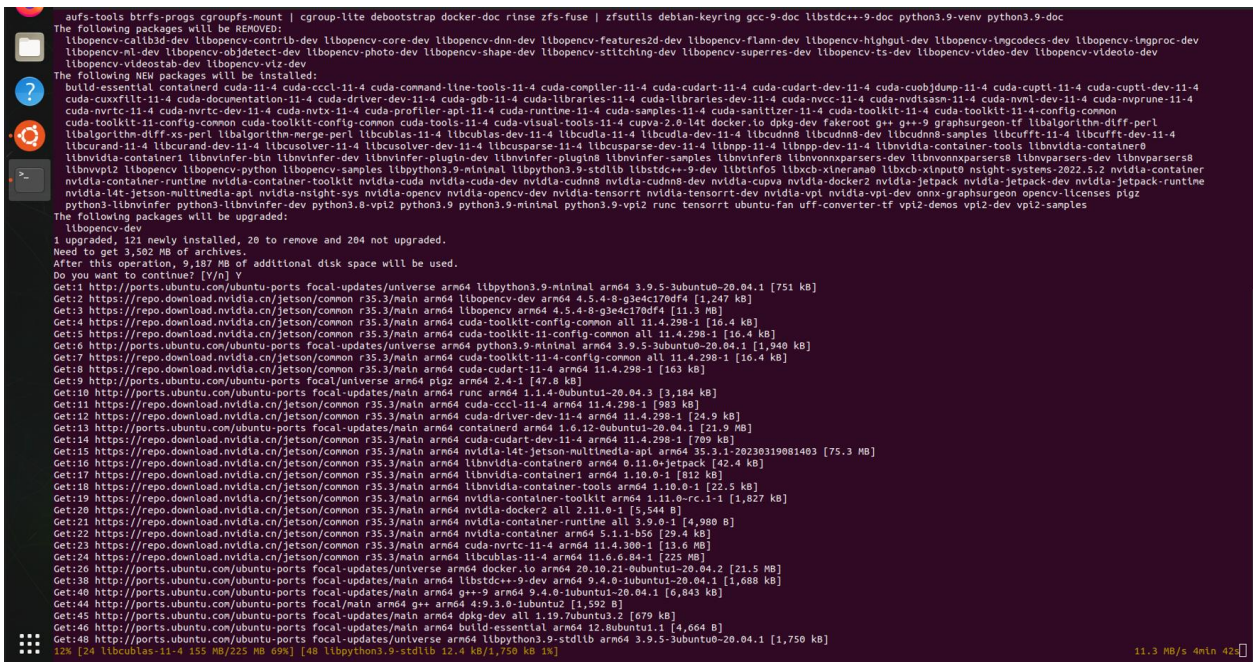 aufs-tools btrfs-progs cgroupfs-mount | cgroup-lite debootstrap docker-doc rinse zfs-fuse | zfsutils debian-keyring gcc-9-doc libstdc++-9-doc python3.9-venv python3.9-doc
The following packages will be REMOVED:
libopencv-calib3d-dev libopencv-contrib-dev libopencv-core-dev libopencv-dnn-dev libopencv-features2d-dev libopencv-flann-dev libopencv-highgui-dev libopencv-imgcodecs-dev libopencv-imgproc-dev
libopencv-ml-dev libopencv-objdetect-dev libopencv-photo-dev libopencv-shape-dev libopencv-stitching-dev libopencv-superres-dev libopencv-ts-dev libopencv-video-dev libopencv-videoio-dev
libopencv-videostab-dev libopencv-viz-dev
The following NEW packages will be installed:
build-essential containerd cuda-11-4 cuda-cccl-11-4 cuda-command-line-tools-11-4 cuda-compiler-11-4 cuda-cudart-11-4 cuda-cudart-dev-11-4 cuda-cuobjdump-11-4 cuda-cupti-11-4 cuda-cupti-dev-11-4
cuda-cuxxfilt-11-4 cuda-documentation-11-4 cuda-driver-dev-11-4 cuda-gdb-11-4 cuda-libraries-11-4 cuda-libraries-dev-11-4 cuda-nvcc-11-4 cuda-nvdisasm-11-4 cuda-nvml-dev-11-4 cuda-nvprune-11-4
cuda-nvrtc-11-4 cuda-nvrtc-dev-11-4 cuda-nvtx-11-4 cuda-profiler-api-11-4 cuda-runtime-11-4 cuda-samples-11-4 cuda-sanitizer-11-4 cuda-toolkit-11-4 cuda-toolkit-11-4-config-common
cuda-toolkit-11-config-common cuda-toolkit-config-common cuda-tools-11-4 cuda-visual-tools-11-4 cupva-2.0-l4t docker.io dpkg-dev fakeroot g++ g++-9 graphsurgeon-tf libalgorithm-diff-perl
libalgorithm-diff-xs-perl libalgorithm-merge-perl libcublas-11-4 libcublas-dev-11-4 libcudla-11-4 libcudla-dev-11-4 libcudnn8 libcudnn8-dev libcudnn8-samples libcufft-11-4 libcufft-dev-11-4
libcurand-11-4 libcurand-dev-11-4 libcusolver-11-4 libcusolver-dev-11-4 libcusparse-11-4 libcusparse-dev-11-4 libnpp-11-4 libnpp-dev-11-4 libnvidia-container-tools libnvidia-container0
libnvidia-container1 libnvinfer-bin libnvinfer-dev libnvinfer-plugin-dev libnvinfer-plugin8 libnvinfer-samples libnvinfer8 libnvonnxparsers-dev libnvonnxparsers8 libnvparsers-dev libnvparsers8
libnvvpi2 libopencv libopencv-python libopencv-samples libpython3.9-minimal libpython3.9-stdlib libstdc++-9-dev libtinfo5 libxcb-xinerama0 libxcb-xinput0 nsight-systems-2022.5.2 nvidia-container
nvidia-container-runtime nvidia-container-toolkit nvidia-cuda nvidia-cuda-dev nvidia-cudnn8 nvidia-cudnn8-dev nvidia-cupva nvidia-docker2 nvidia-jetpack nvidia-jetpack-dev nvidia-jetpack-runtime
nvidia-l4t-jetson-multimedia-api nvidia-nsight-sys nvidia-opencv nvidia-opencv-dev nvidia-tensorrt nvidia-tensorrt-dev nvidia-vpi nvidia-vpi-dev onnx-graphsurgeon opencv-licenses pigz
python3-libnvinfer python3-libnvinfer-dev python3.8-vpi2 python3.9 python3.9-minimal python3.9-vpi2 runc tensorrt ubuntu-fan uff-converter-tf vpi2-demos vpi2-dev vpi2-samples
The following packages will be upgraded:
libopencv-dev
1 upgraded, 121 newly installed, 20 to remove and 204 not upgraded.
Need to get 3,502 MB of archives.
After this operation, 9,187 MB of additional disk space will be used.
Do you want to continue? [Y/n] Y
Get:1 http://ports.ubuntu.com/ubuntu-ports focal-updates/universe arm64 libpython3.9-minimal arm64 3.9.5-3ubuntu0~20.04.1 [751 kB]
Get:2 https://repo.download.nvidia.cn/jetson/common r35.3/main arm64 libopencv-dev arm64 4.5.4-8-g3e4c170df4 [1,247 kB]
Get:3 https://repo.download.nvidia.cn/jetson/common r35.3/main arm64 libopencv arm64 4.5.4-8-g3e4c170df4 [11.3 MB]
Get:4 https://repo.download.nvidia.cn/jetson/common r35.3/main arm64 cuda-toolkit-config-common all 11.4.298-1 [16.4 kB]
Get:5 https://repo.download.nvidia.cn/jetson/common r35.3/main arm64 cuda-toolkit-11-config-common all 11.4.298-1 [16.4 kB]
Get:6 http://ports.ubuntu.com/ubuntu-ports focal-updates/universe arm64 python3.9-minimal arm64 3.9.5-3ubuntu0~20.04.1 [1,940 kB]
Get:7 https://repo.download.nvidia.cn/jetson/common r35.3/main arm64 cuda-toolkit-11-4-config-common all 11.4.298-1 [16.4 kB]
Get:8 https://repo.download.nvidia.cn/jetson/common r35.3/main arm64 cuda-cudart-11-4 arm64 11.4.298-1 [163 kB]
Get:9 http://ports.ubuntu.com/ubuntu-ports focal/universe arm64 pigz arm64 2.4-1 [47.8 kB]
Get:10 http://ports.ubuntu.com/ubuntu-ports focal-updates/main arm64 runc arm64 1.1.4-0ubuntu1~20.04.3 [3,184 kB]
Get:11 https://repo.download.nvidia.cn/jetson/common r35.3/main arm64 cuda-cccl-11-4 arm64 11.4.298-1 [983 kB]
Get:12 https://repo.download.nvidia.cn/jetson/common r35.3/main arm64 cuda-driver-dev-11-4 arm64 11.4.298-1 [24.9 kB]
Get:13 http://ports.ubuntu.com/ubuntu-ports focal-updates/main arm64 containerd arm64 1.6.12-0ubuntu1~20.04.1 [21.9 MB]
Get:14 https://repo.download.nvidia.cn/jetson/common r35.3/main arm64 cuda-cudart-dev-11-4 arm64 11.4.298-1 [709 kB]
Get:15 https://repo.download.nvidia.cn/jetson/common r35.3/main arm64 nvidia-l4t-jetson-multimedia-api arm64 35.3.1-20230319081403 [75.3 MB]
Get:16 https://repo.download.nvidia.cn/jetson/common r35.3/main arm64 libnvidia-container0 arm64 0.11.0+jetpack [42.4 kB]
Get:17 https://repo.download.nvidia.cn/jetson/common r35.3/main arm64 libnvidia-container1 arm64 1.10.0-1 [812 kB]
Get:18 https://repo.download.nvidia.cn/jetson/common r35.3/main arm64 libnvidia-container-tools arm64 1.10.0-1 [22.5 kB]
Get:19 https://repo.download.nvidia.cn/jetson/common r35.3/main arm64 nvidia-container-toolkit arm64 1.11.0~rc.1-1 [1,827 kB]
Get:20 https://repo.download.nvidia.cn/jetson/common r35.3/main arm64 nvidia-docker2 all 2.11.0-1 [5,544 B]
Get:21 https://repo.download.nvidia.cn/jetson/common r35.3/main arm64 nvidia-container-runtime all 3.9.0-1 [4,980 B]
Get:22 https://repo.download.nvidia.cn/jetson/common r35.3/main arm64 nvidia-container arm64 5.1.1-b56 [29.4 kB]
Get:23 https://repo.download.nvidia.cn/jetson/common r35.3/main arm64 cuda-nvrtc-11-4 arm64 11.4.300-1 [13.6 MB]
Get:24 https://repo.download.nvidia.cn/jetson/common r35.3/main arm64 libcublas-11-4 arm64 11.6.6.84-1 [225 MB]
Get:26 http://ports.ubuntu.com/ubuntu-ports focal-updates/universe arm64 docker.io arm64 20.10.21-0ubuntu1~20.04.2 [21.5 MB]
Get:38 http://ports.ubuntu.com/ubuntu-ports focal-updates/main arm64 libstdc++-9-dev arm64 9.4.0-1ubuntu1~20.04.1 [1,688 kB]
Get:40 http://ports.ubuntu.com/ubuntu-ports focal-updates/main arm64 g++-9 arm64 9.4.0-1ubuntu1~20.04.1 [6,843 kB]
Get:44 http://ports.ubuntu.com/ubuntu-ports focal/main arm64 g++ arm64 4:9.3.0-1ubuntu2 [1,592 B]
Get:45 http://ports.ubuntu.com/ubuntu-ports focal-updates/main arm64 dpkg-dev all 1.19.7ubuntu3.2 [679 kB]
Get:46 http://ports.ubuntu.com/ubuntu-ports focal-updates/main arm64 build-essential arm64 12.8ubuntu1.1 [4,664 B]
Get:48 http://ports.ubuntu.com/ubuntu-ports focal-updates/universe arm64 libpython3.9-stdlib arm64 3.9.5-3ubuntu0~20.04.1 [1,750 kB]
12% [24 libcublas-11-4 155 MB/225 MB 69%] [48 libpython3.9-stdlib 12.4 kB/1,750 kB 1%] 11.3 MB/s 4min 42s